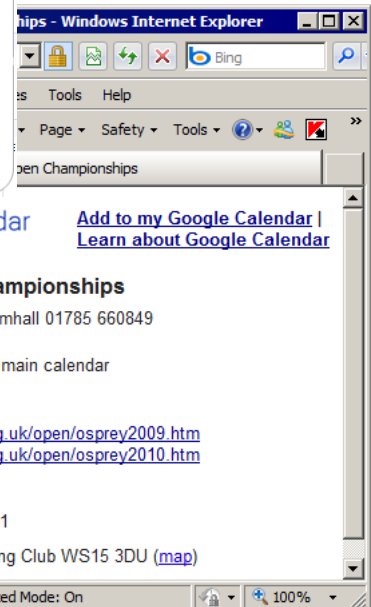 hips - Windows Internet Explorer
Bing
es Tools Help
Page Safety Tools »
pen Championships
dar Add to my Google Calendar |
Learn about Google Calendar
ampionships
mhall 01785 660849
main calendar
g.uk/open/osprey2009.htm
g.uk/open/osprey2010.htm
1
ng Club WS15 3DU (map)
ted Mode: On 100%